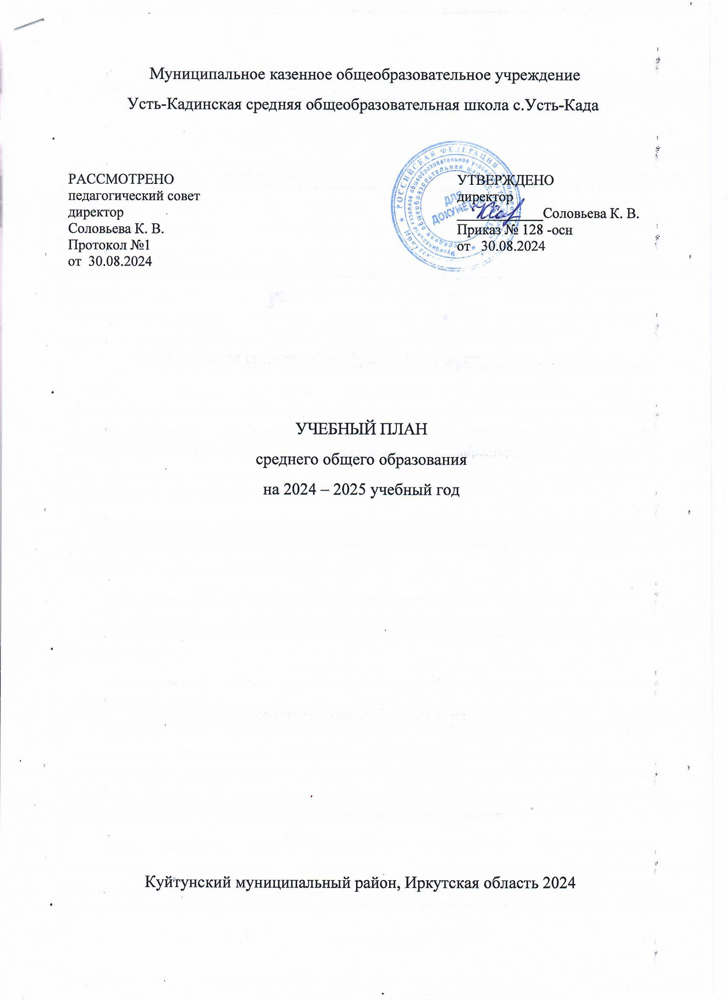 Муниципальное казенное общеобразовательное учреждение
Усть-Кадинская средняя общеобразовательная школа с.Усть-Када
РАССМОТРЕНО
педагогический совет
директор
Соловьева К. В.
Протокол №1
от 30.08.2024
УТВЕРЖДЕНО
директор
____________Соловьева К. В.
Приказ № 128 -осн
от 30.08.2024
РОССИЙСКАЯ ФЕДЕРАЦИЯ
ДЛЯ
УЧЕБНЫЙ ПЛАН
среднего общего образования
на 2024 – 2025 учебный год
Куйтунский муниципальный район, Иркутская область 2024